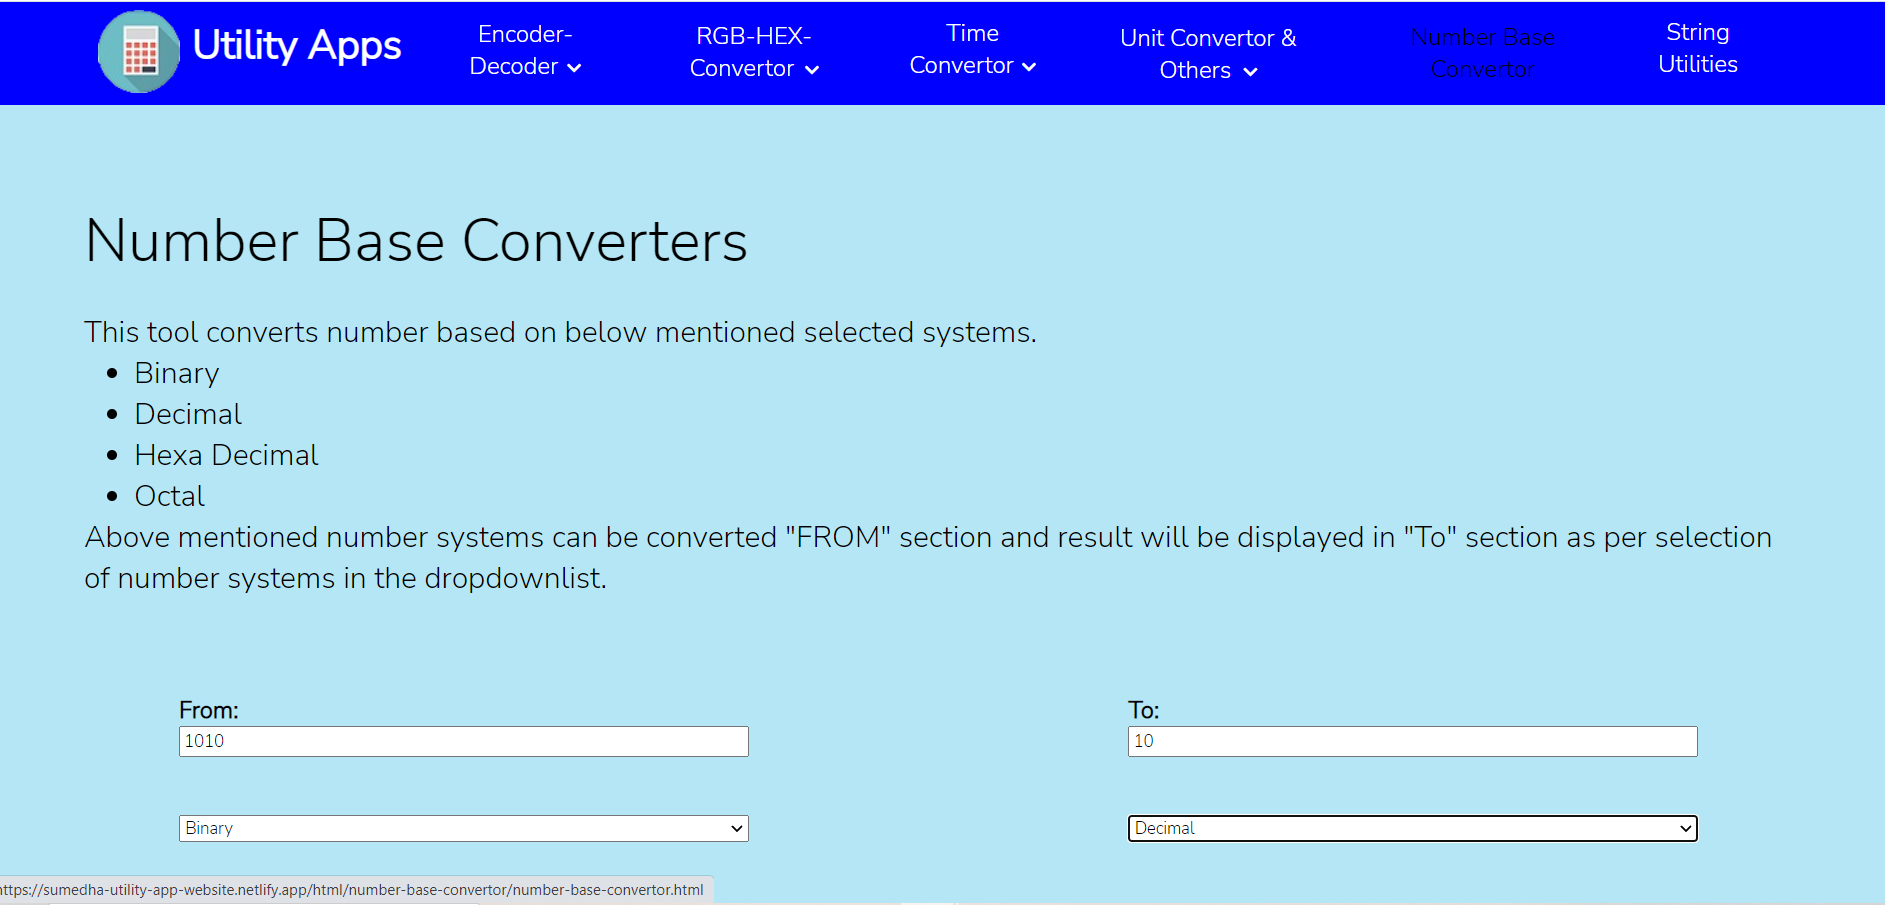 Utility Apps
Encoder-
Decoder
RGB-HEX-
Convertor
Time
Convertor
Unit Convertor &
Others
Number Base
Convertor
String
Utilities
Number Base Converters
This tool converts number based on below mentioned selected systems.
Binary
Decimal
Hexa Decimal
Octal
Above mentioned number systems can be converted "FROM" section and result will be displayed in "To" section as per selection
of number systems in the dropdownlist.
From:
1010
Binary
To:
10
Decimal
https://sumedha-utility-app-website.netlify.app/html/number-base-convertor/number-base-convertor.html